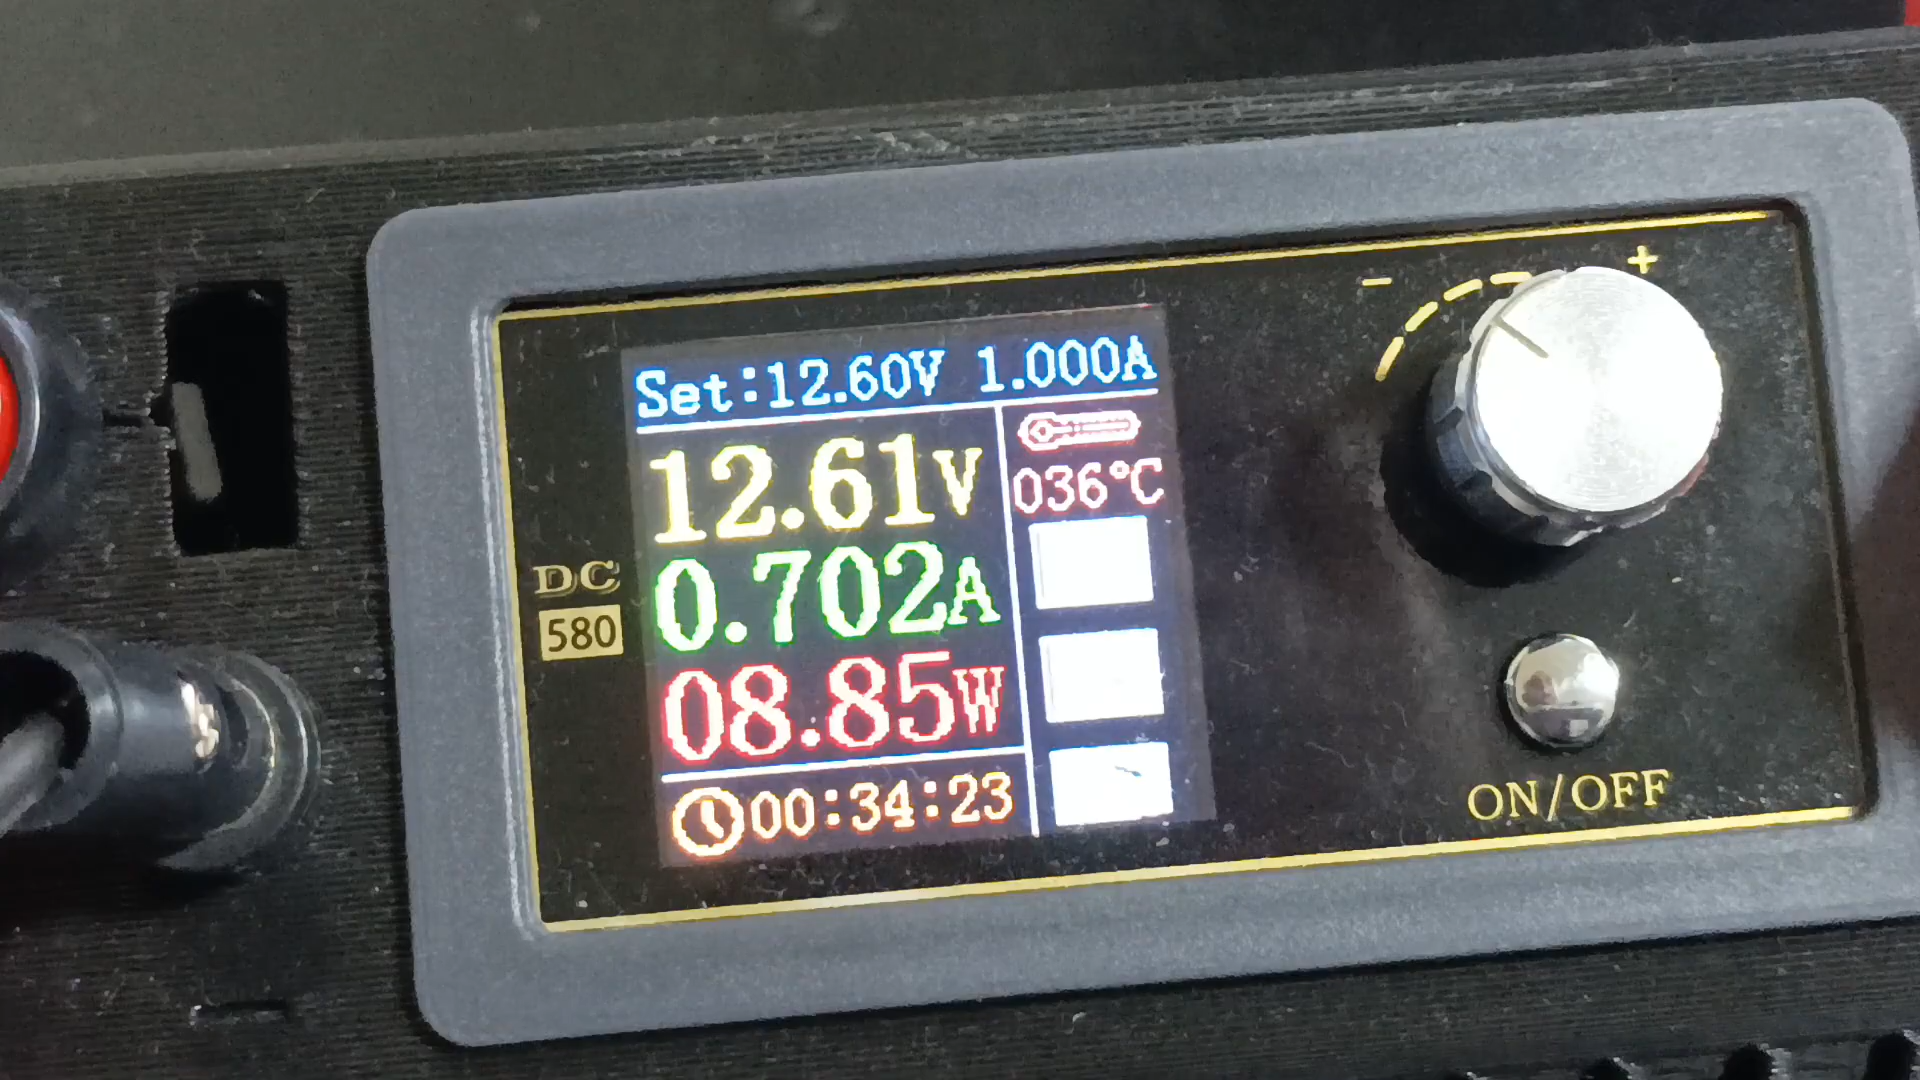 Set:12.60V 1.000A
12.61V
036°C
0.702A
08.85W
00:34:23
DC
580
- +
ON/OFF